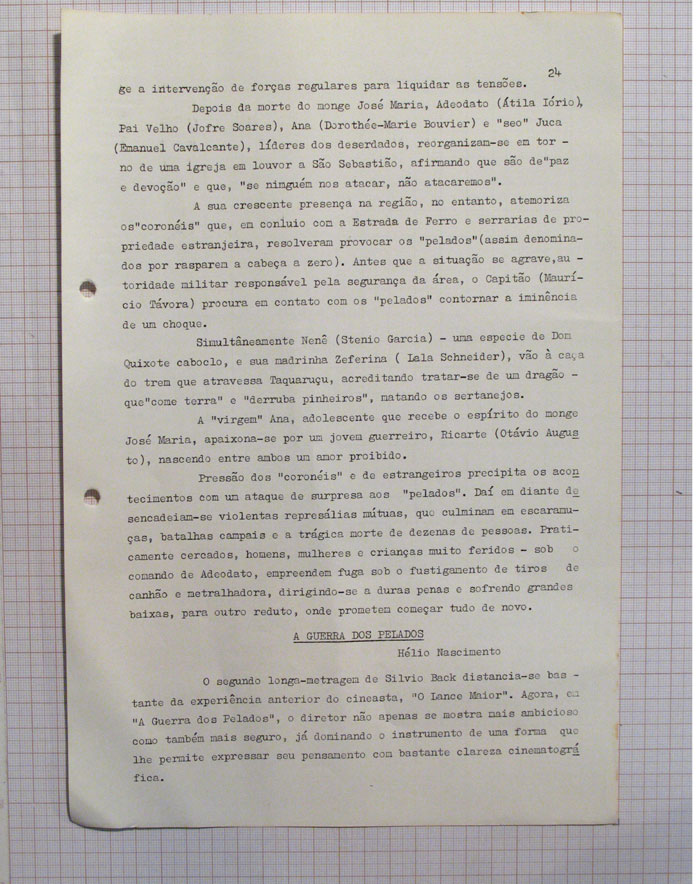 24
ge a intervenção de forças regulares para liquidar as tensões.
Depois da morte do monge José Maria, Adeodato (Átila Iório),
Pai Velho (Jofre Soares), Ana (Dorothée-Marie Bouvier) e "seo" Juca
(Emanuel Cavalcante), líderes dos deserdados, reorganizam-se em tor -
no de uma igreja em louvor a São Sebastião, afirmando que são de"paz
e devoção" e que, "se ninguém nos atacar, não atacaremos".
A sua crescente presença na região, no entanto, atemoriza
os"coronéis" que, em conluio com a Estrada de Ferro e serrarias de pro-
priedade estranjeira, resolveram provocar os "pelados"(assim denomina-
dos por rasparem a cabeça a zero). Antes que a situação se agrave,au -
toridade militar responsável pela segurança da área, o Capitão (Maurí-
cio Távora) procura em contato com os "pelados" contornar a iminência
de um choque.
Simultâneamente Nenê (Stenio Garcia) - uma especie de Don
Quixote caboclo, e sua madrinha Zeferina ( Lala Schneider), vão à caça
do trem que atravessa Taquaruçu, acreditando tratar-se de um dragão -
que"come terra" e "derruba pinheiros", matando os sertanejos.
A "virgem" Ana, adolescente que recebe o espírito do monge
José Maria, apaixona-se por um jovem guerreiro, Ricarte (Otávio Augus
to), nascendo entre ambos um amor proibido.
Pressão dos "coronéis" e de estrangeiros precipita os acon
tecimentos com um ataque de surpresa aos "pelados". Daí em diante de
sencadeiam-se violentas represálias mútuas, que culminam em escaramu-
ças, batalhas campais e a trágica morte de dezenas de pessoas. Prati-
camente cercados, homens, mulheres e crianças muito feridos - sob o
comando de Adeodato, empreendem fuga sob o fustigamento de tiros de
canhão e metralhadora, dirigindo-se a duras penas e sofrendo grandes
baixas, para outro reduto, onde prometem começar tudo de novo.
A GUERRA DOS PELADOS
Hélio Nascimento
O segundo longa-metragem de Silvio Back distancia-se bas -
tante da experiência anterior do cineasta, "O Lance Maior". Agora, em
"A Guerra dos Pelados", o diretor não apenas se mostra mais ambicioso
como também mais seguro, já dominando o instrumento de uma forma que
lhe permite expressar seu pensamento com bastante clareza cinematográ
fica.